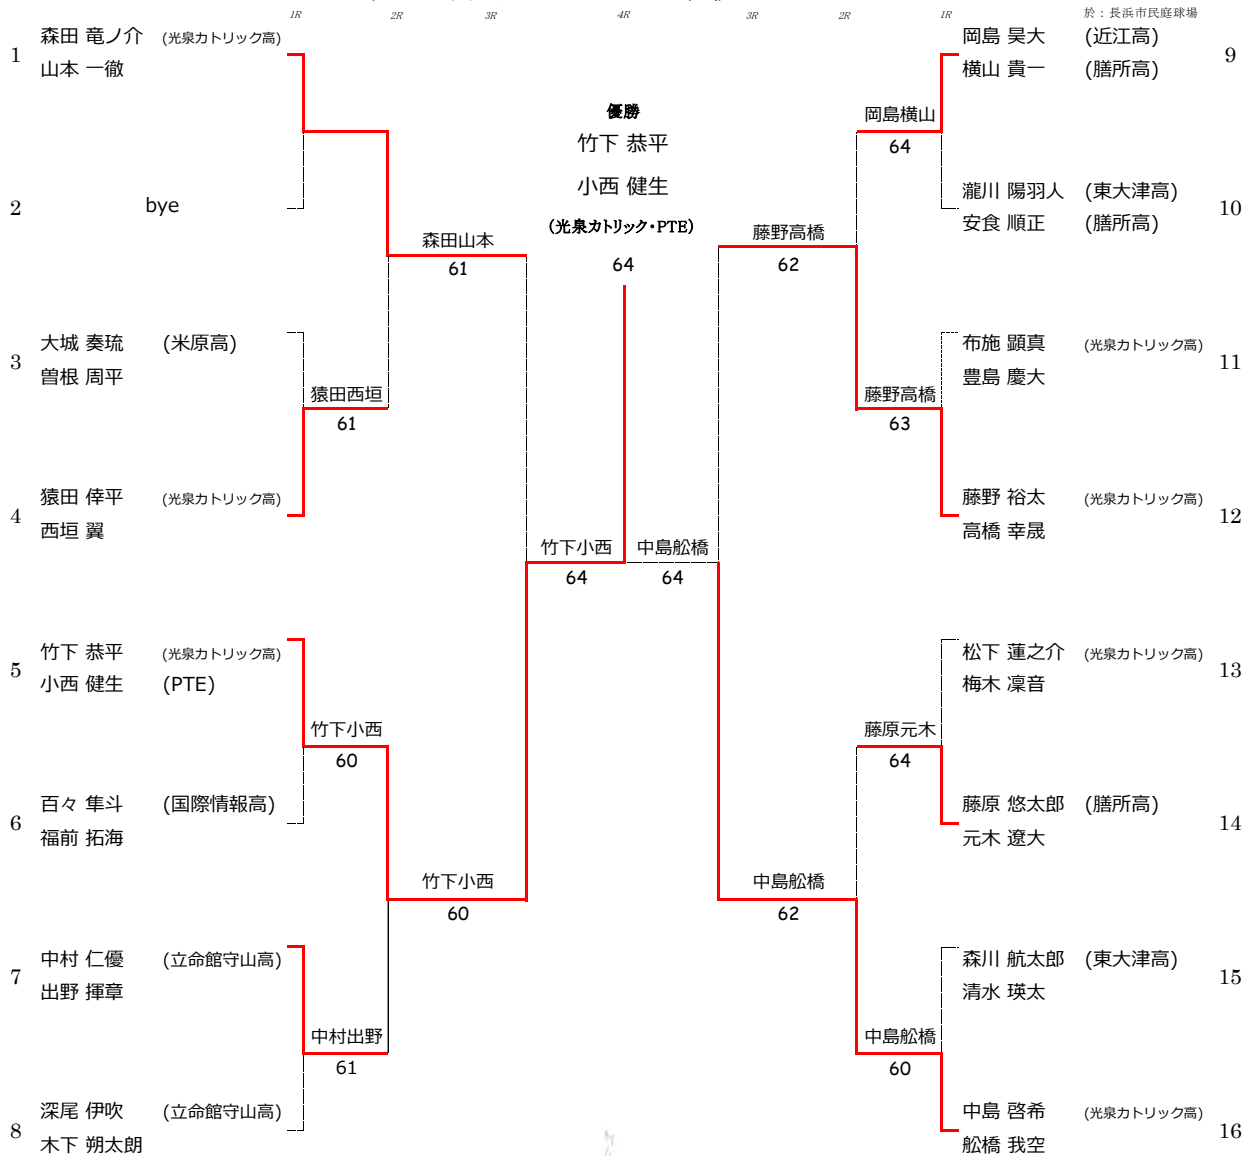 1R 2R 3R 4R 3R 2R 1R
於：長浜市民庭球場
1 森田 竜ノ介 (光泉カトリック高)
山本 一徹
2 bye
3 大城 奏琉 (米原高)
曽根 周平
4 猿田 倖平 (光泉カトリック高)
西垣 翼
5 竹下 恭平 (光泉カトリック高)
小西 健生 (PTE)
6 百々 隼斗 (国際情報高)
福前 拓海
7 中村 仁優 (立命館守山高)
出野 揮章
8 深尾 伊吹 (立命館守山高)
木下 朔太朗
猿田西垣
61
竹下小西
60
中村出野
61
森田山本
61
竹下小西
60
竹下小西
64
優勝
竹下 恭平
小西 健生
(光泉カトリック・PTE)
64
中島舩橋
64
藤野高橋
62
中島舩橋
62
岡島横山
64
藤野高橋
63
藤原元木
64
中島舩橋
60
岡島 昊大 (近江高) 9
横山 貴一 (膳所高)
瀧川 陽羽人 (東大津高) 10
安食 順正 (膳所高)
布施 顕真 (光泉カトリック高) 11
豊島 慶大
藤野 裕太 (光泉カトリック高) 12
高橋 幸晟
松下 蓮之介 (光泉カトリック高) 13
梅木 凜音
藤原 悠太郎 (膳所高) 14
元木 遼大
森川 航太郎 (東大津高) 15
清水 瑛太
中島 啓希 (光泉カトリック高) 16
舩橋 我空